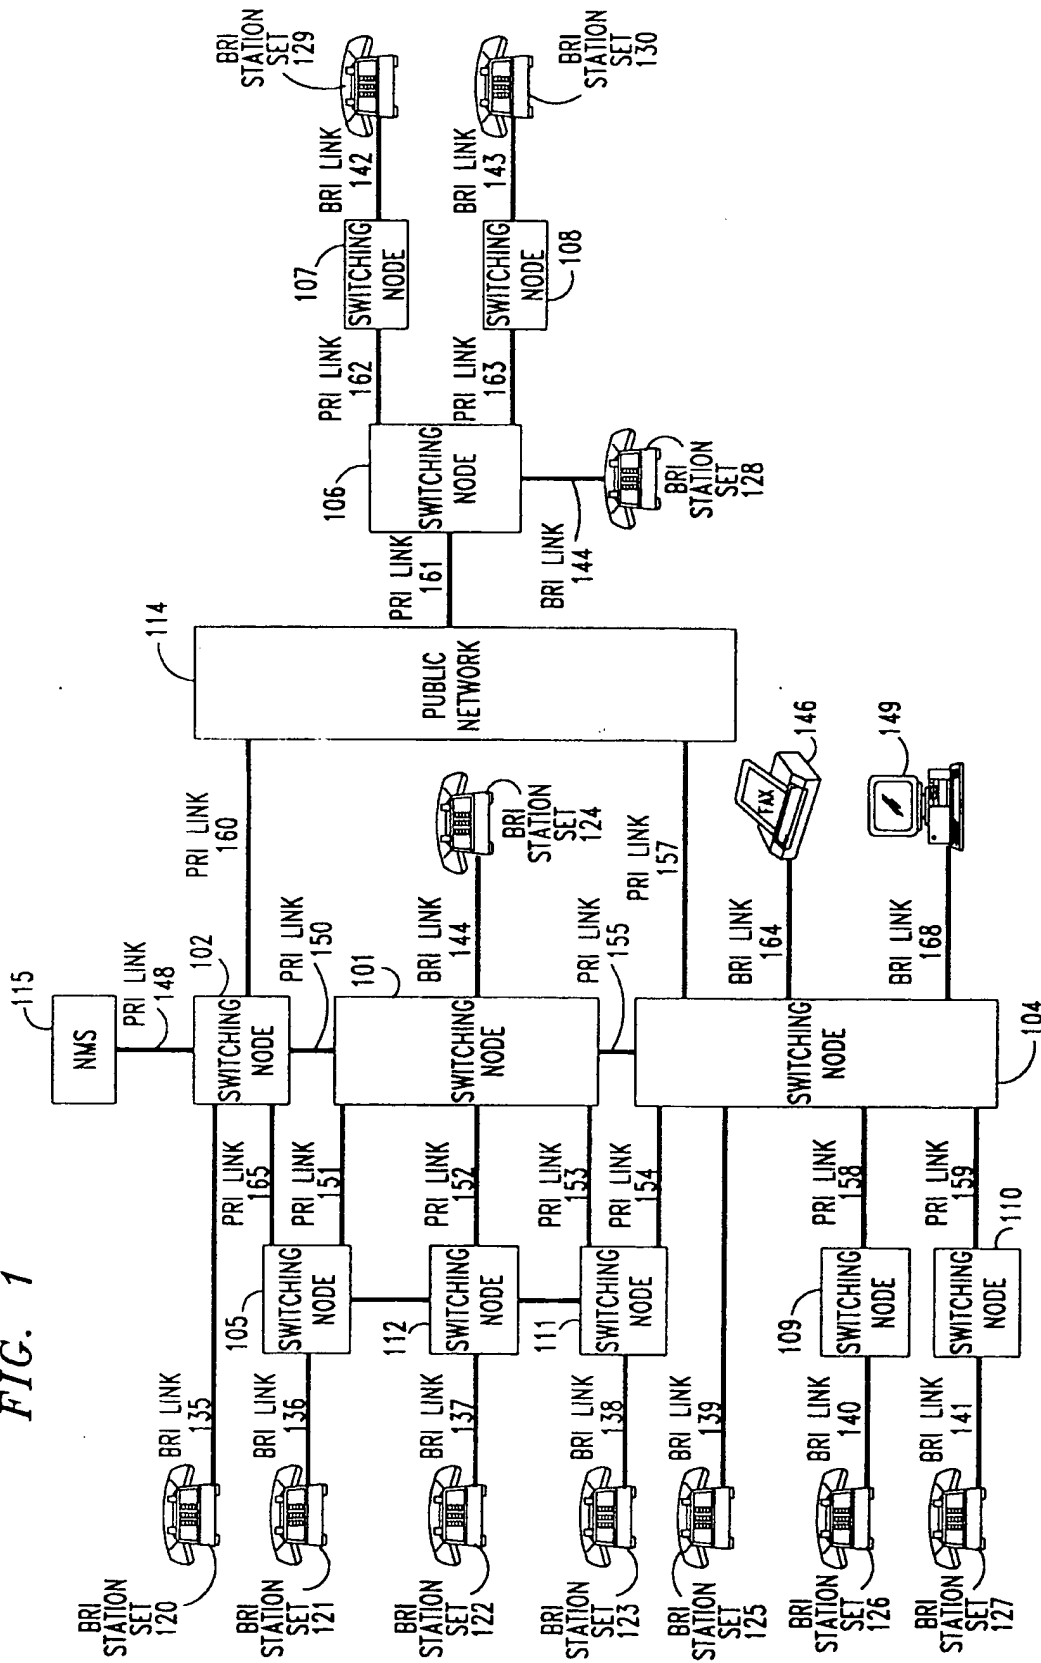 FIG. 1
BRI
STATION
SET
120
BRI LINK
135
BRI
STATION
SET
121
BRI LINK
136
BRI
STATION
SET
122
BRI LINK
137
BRI
STATION
SET
123
BRI LINK
138
BRI
STATION
SET
125
BRI LINK
139
BRI
STATION
SET
126
BRI LINK
140
BRI
STATION
SET
127
BRI LINK
141
105
SWITCHING
NODE
112
SWITCHING
NODE
111
SWITCHING
NODE
109
SWITCHING
NODE
110
SWITCHING
NODE
PRI LINK
165
PRI LINK
151
PRI LINK
152
PRI LINK
153
PRI LINK
154
PRI LINK
158
PRI LINK
159
115
NMS
PRI LINK
148
102
SWITCHING
NODE
PRI LINK
150
101
SWITCHING
NODE
PRI LINK
155
SWITCHING
NODE
104
PRI LINK
160
BRI LINK
144
BRI
STATION
SET
124
PRI LINK
157
BRI LINK
164
FAX
146
BRI LINK
168
149
114
PUBLIC
NETWORK
PRI LINK
161
106
SWITCHING
NODE
BRI LINK
144
BRI
STATION
SET
128
PRI LINK
162
PRI LINK
163
107
SWITCHING
NODE
SWITCHING
NODE
108
BRI LINK
142
BRI LINK
143
BRI
STATION
SET
129
BRI
STATION
SET
130